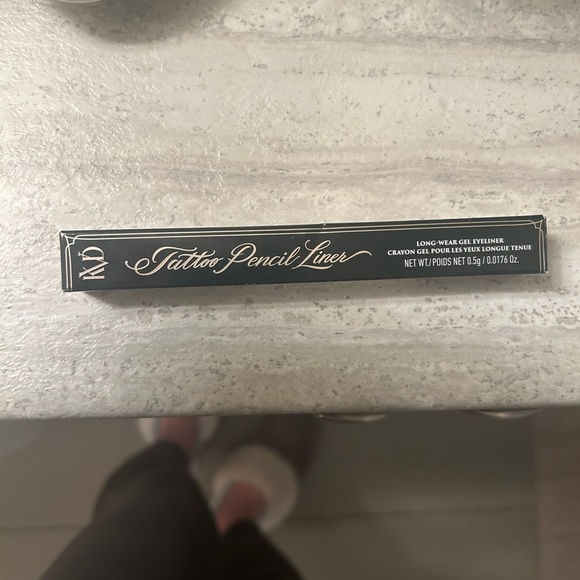 KVD
Tattoo Pencil Liner
LONG-WEAR GEL EYELINER
CRAYON GEL POUR LES YEUX LONGUE TENUE
NET WT./POIDS NET 0.5g / 0.0176 Oz.